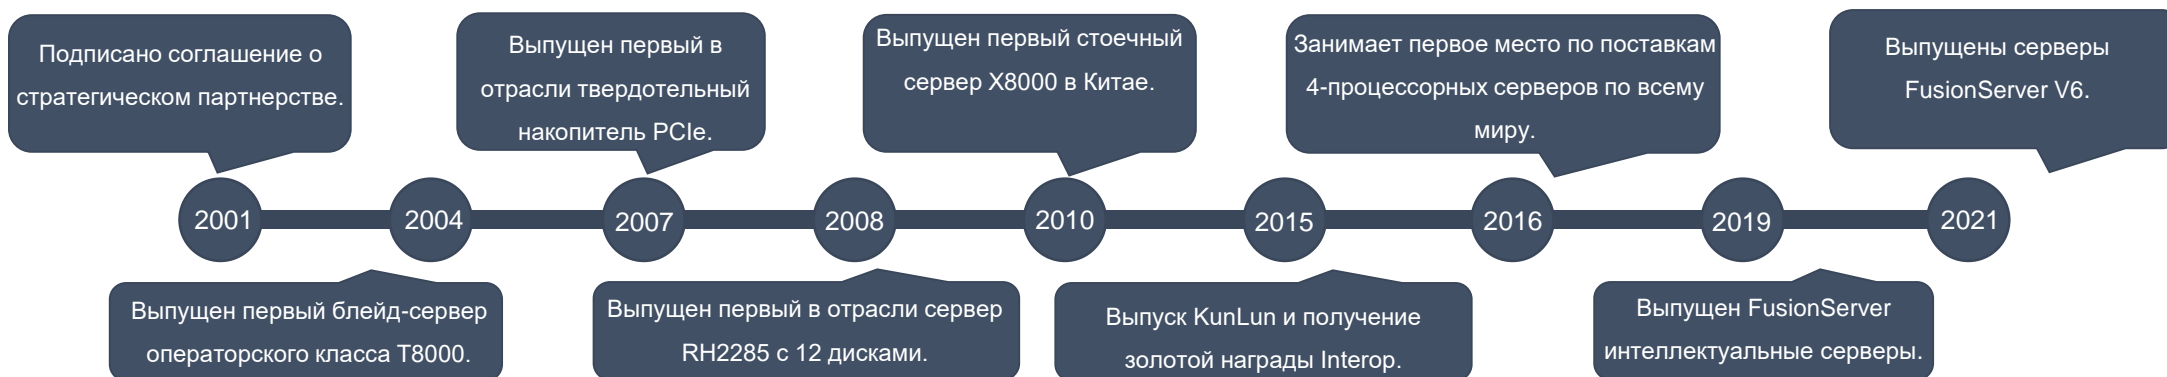 Подписано соглашение о
стратегическом партнерстве.
Выпущен первый в
отрасли твердотельный
накопитель PCIe.
Выпущен первый стоечный
сервер X8000 в Китае.
Занимает первое место по поставкам
4-процессорных серверов по всему
миру.
Выпущены серверы
FusionServer V6.
2001
2004
2007
2008
2010
2015
2016
2019
2021
Выпущен первый блейд-сервер
операторского класса T8000.
Выпущен первый в отрасли сервер
RH2285 с 12 дисками.
Выпуск KunLun и получение
золотой награды Interop.
Выпущен FusionServer
интеллектуальные серверы.